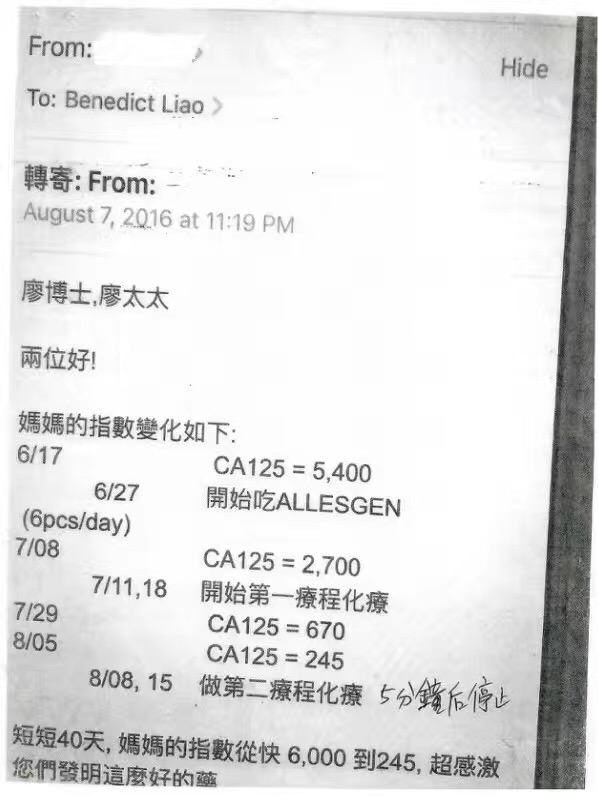 From:
Hide
To: Benedict Liao >
轉寄: From:
August 7, 2016 at 11:19 PM
廖博士,廖太太
兩位好!
媽媽的指數變化如下:
6/17 CA125 = 5,400
6/27 開始吃ALLESGEN
(6pcs/day)
7/08 CA125 = 2,700
7/11,18 開始第一療程化療
7/29 CA125 = 670
8/05 CA125 = 245
8/08, 15 做第二療程化療 5分鐘后停止
短短40天, 媽媽的指數從快 6,000 到245, 超感激
您們發明這麼好的藥